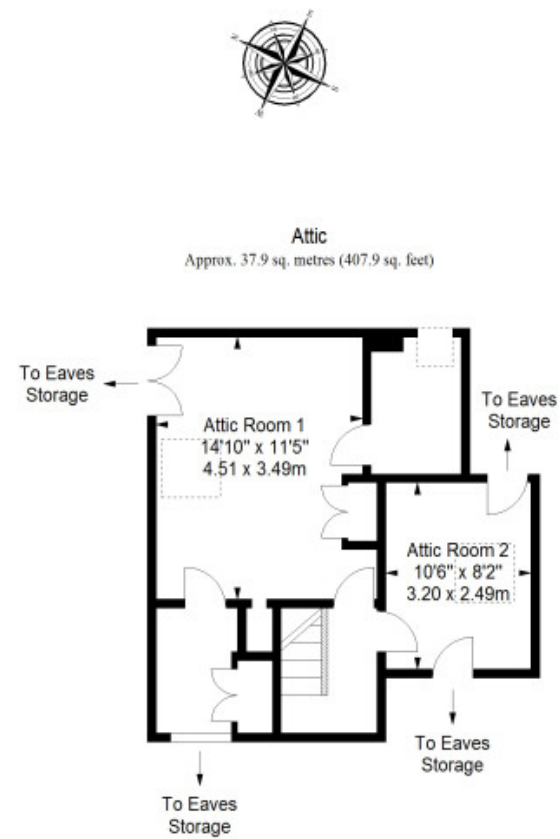 N
E
S
W
Attic
Approx. 37.9 sq. metres (407.9 sq. feet)
To Eaves
Storage
To Eaves
Storage
Attic Room 1
14'10" x 11'5"
4.51 x 3.49m
Attic Room 2
10'6" x 8'2"
3.20 x 2.49m
To Eaves
Storage
To Eaves
Storage